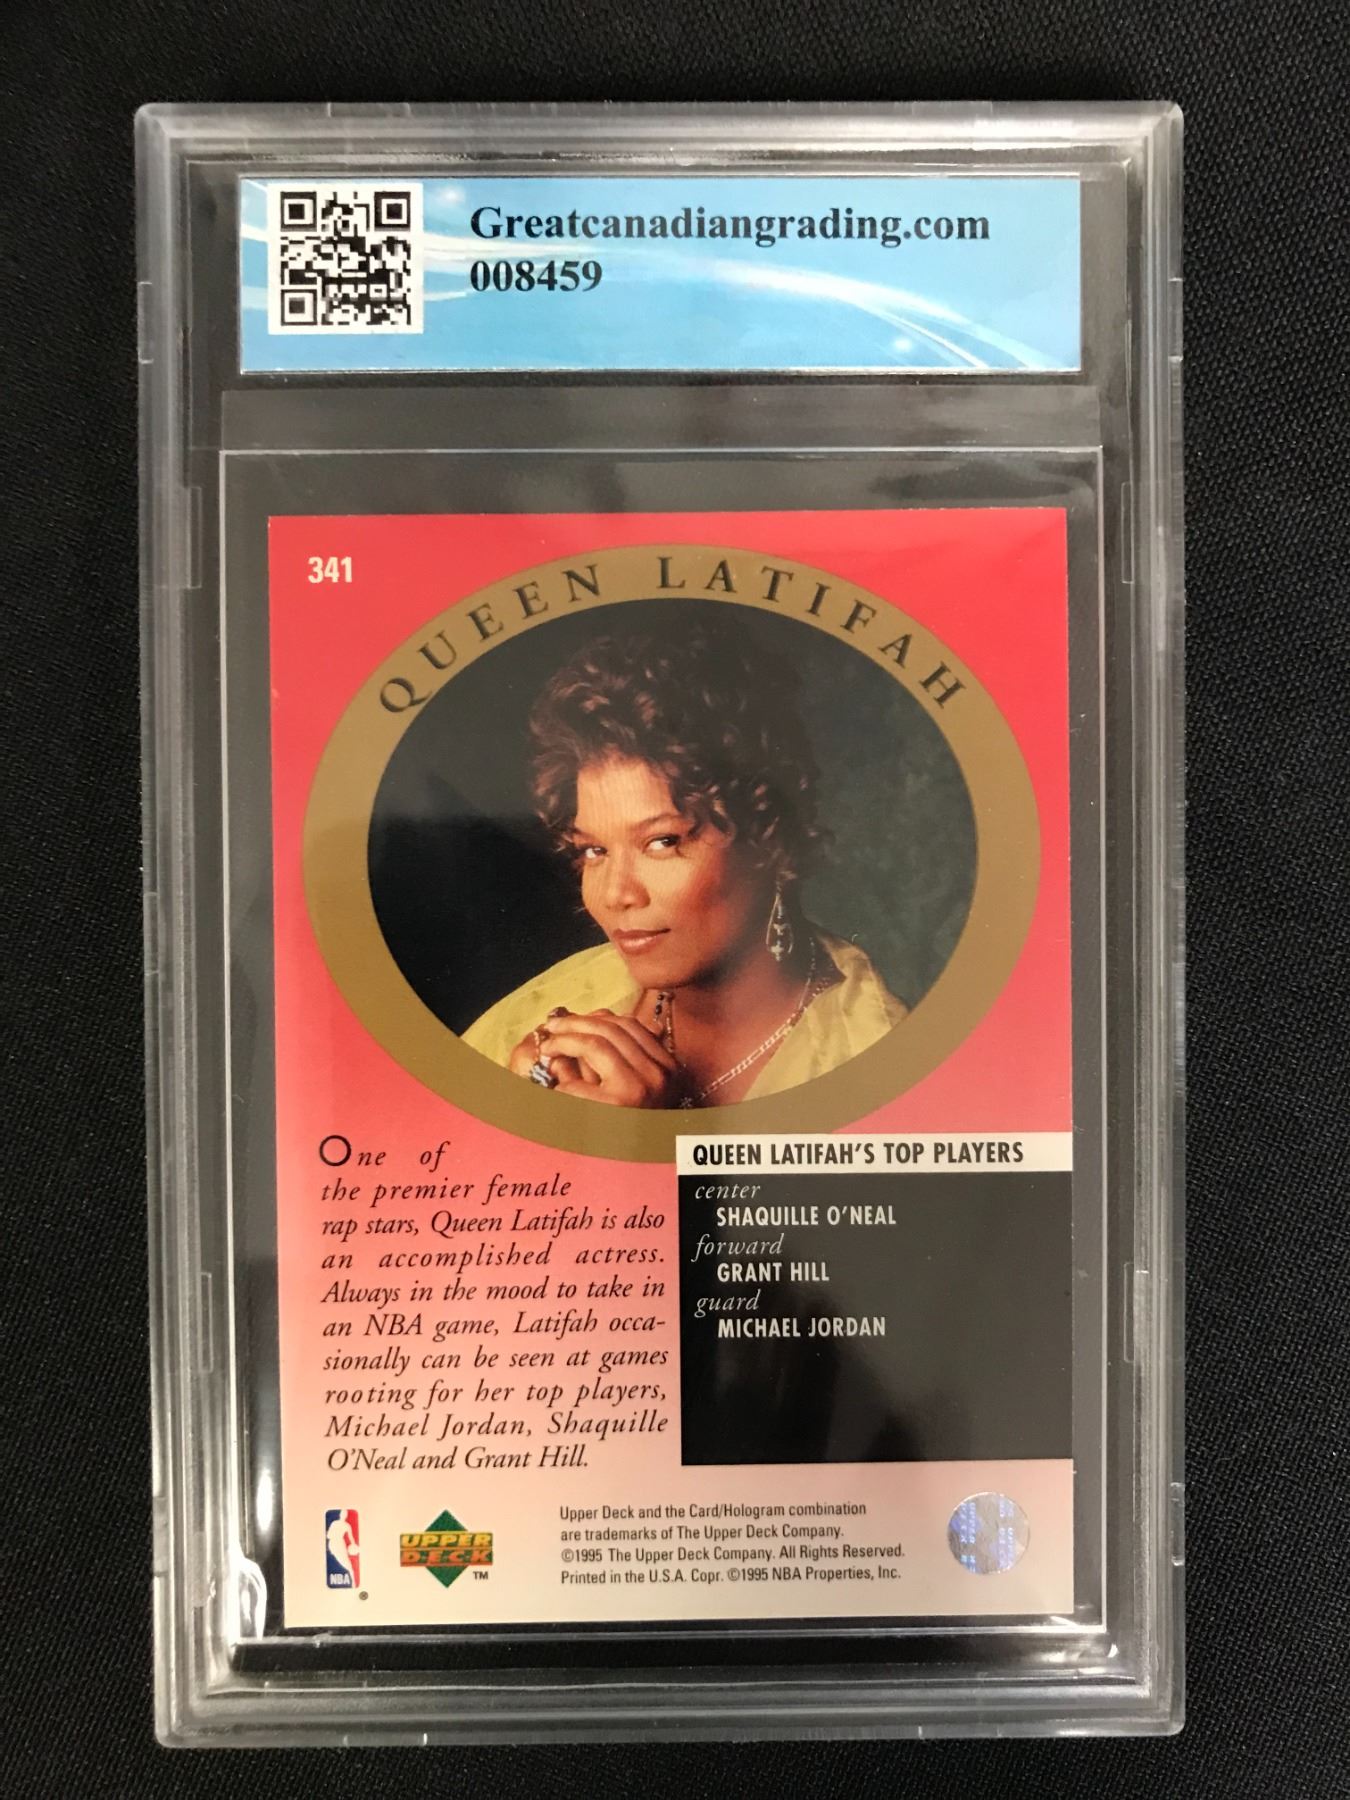 Greatcanadiangrading.com
008459
341
QUEEN LATIFAH
One of
the premier female
rap stars, Queen Latifah is also
an accomplished actress.
Always in the mood to take in
an NBA game, Latifah occa-
sionally can be seen at games
rooting for her top players,
Michael Jordan, Shaquille
O'Neal and Grant Hill.
QUEEN LATIFAH'S TOP PLAYERS
center
SHAQUILLE O'NEAL
forward
GRANT HILL
guard
MICHAEL JORDAN
NBA
®
UPPER
DECK
TM
Upper Deck and the Card/Hologram combination
are trademarks of The Upper Deck Company.
©1995 The Upper Deck Company. All Rights Reserved.
Printed in the U.S.A. Copr. ©1995 NBA Properties, Inc.